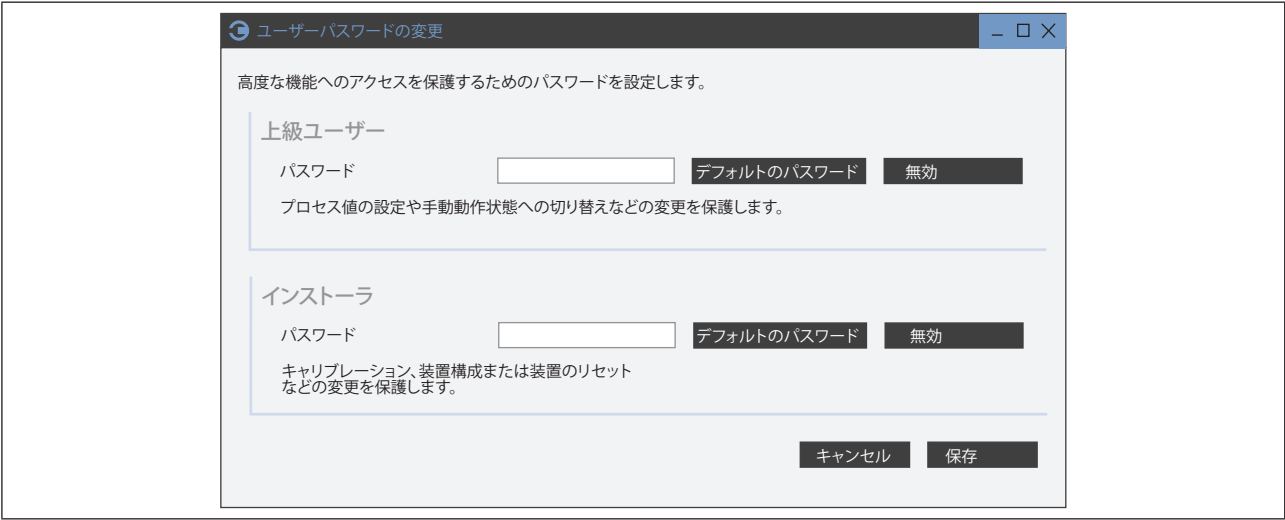 ユーザーパスワードの変更
高度な機能へのアクセスを保護するためのパスワードを設定します。
上級ユーザー
パスワード デフォルトのパスワード 無効
プロセス値の設定や手動動作状態への切り替えなどの変更を保護します。
インストーラ
パスワード デフォルトのパスワード 無効
キャリブレーション、装置構成または装置のリセット
などの変更を保護します。
キャンセル 保存